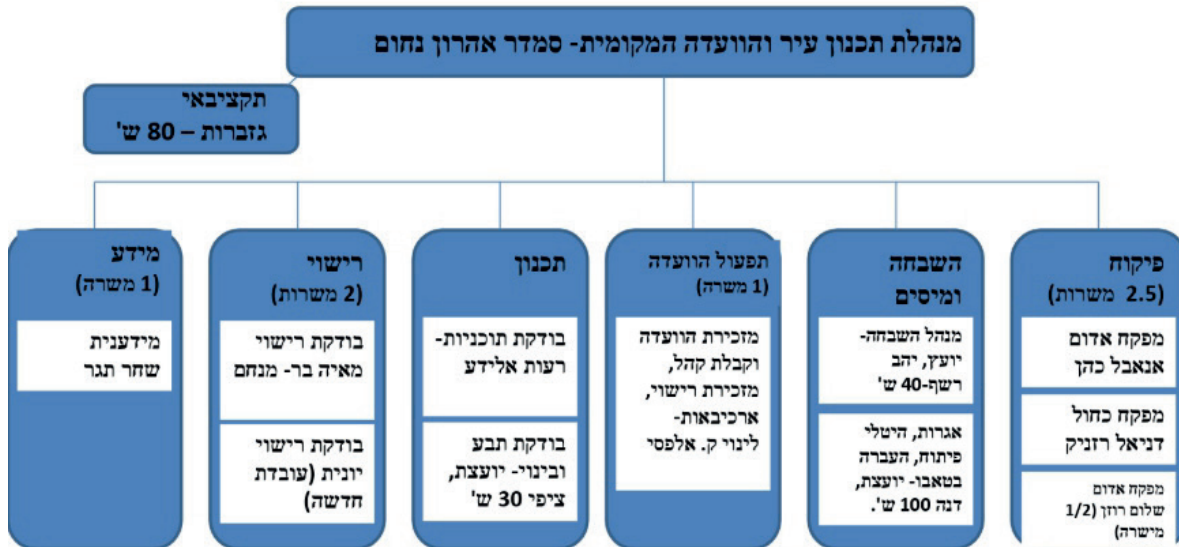 מנהלת תכנון עיר והוועדה המקומית- סמדר אהרון נחום
תקציבאי
גזברות – 80 ש'
פיקוח
(2.5 משרות)
מפקח אדום
אנאבל כהן
מפקח כחול
דניאל רזניק
מפקח אדום
שלום רוזן (1/2
מישרה)
השבחה
ומיסים
מנהל השבחה-
יועץ, יהב
רשף-40 ש'
אגרות, היטלי
פיתוח, העברה
בטאבו- יועצת,
דנה 100 ש'.
תפעול הוועדה
(1 משרה)
מזכירת הוועדה
וקבלת קהל,
מזכירת רישוי,
ארכיבאות-
לינוי ק. אלפסי
תכנון
בודקת תוכניות-
רעות אלידע
בודקת תבע
ובינוי- יועצת,
ציפי 30 ש'
רישוי
(2 משרות)
בודקת רישוי
מאיה בר- מנחם
בודקת רישוי
יונית (עובדת
חדשה)
מידע
(1 משרה)
מידענית
שחר תגר